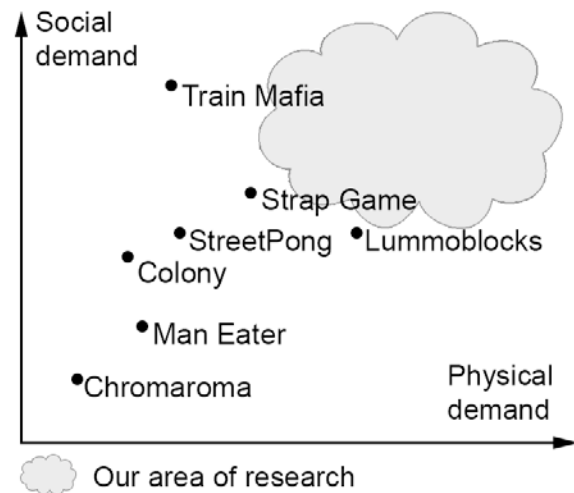 Social
demand
Train Mafia
Strap Game
StreetPong
Lummoblocks
Colony
Man Eater
Chromaroma
Physical
demand
Our area of research